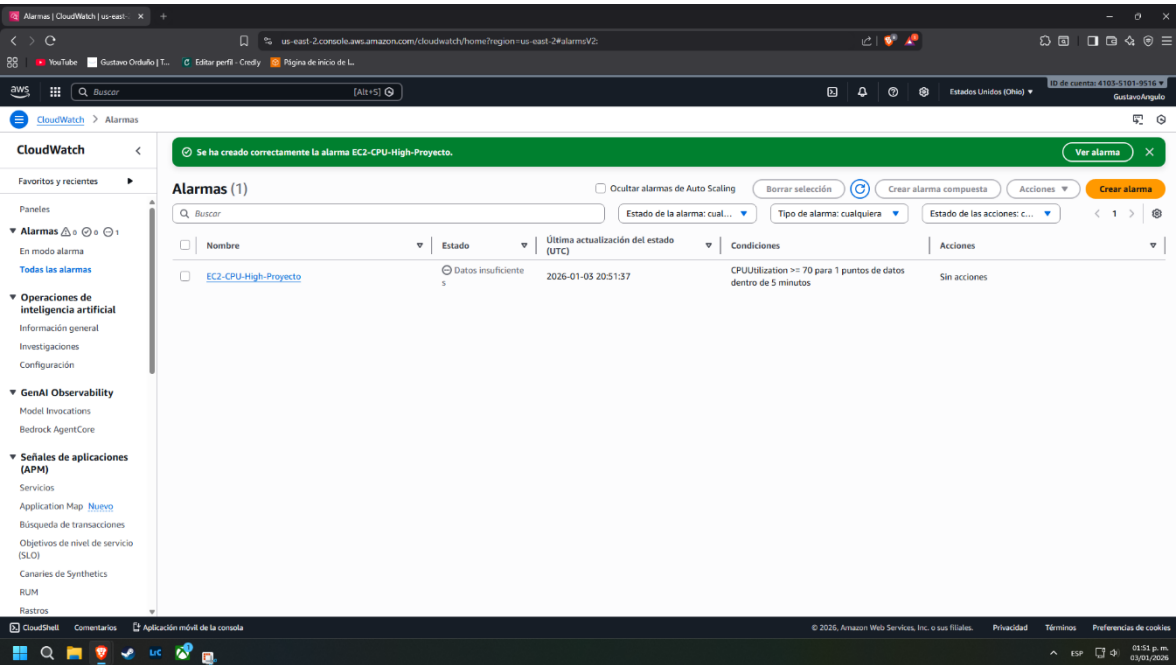 Alarmas | CloudWatch | us-east-
us-east-2.console.aws.amazon.com/cloudwatch/home?region=us-east-2#alarmsV2:
YouTube
Gustavo Orduño | T...
Editar perfil - Credly
Página de inicio de L...
aws
Buscar
[Alt+S]
Estados Unidos (Ohio)
ID de cuenta: 4103-5101-9516
GustavoAngulo
CloudWatch > Alarmas
CloudWatch
Favoritos y recientes
Paneles
Alarmas 0 0 1
En modo alarma
Todas las alarmas
Operaciones de
inteligencia artificial
Información general
Investigaciones
Configuración
GenAI Observability
Model Invocations
Bedrock AgentCore
Señales de aplicaciones
(APM)
Servicios
Application Map Nuevo
Búsqueda de transacciones
Objetivos de nivel de servicio
(SLO)
Canaries de Synthetics
RUM
Rastros
Se ha creado correctamente la alarma EC2-CPU-High-Proyecto.
Ver alarma
Alarmas (1)
Ocultar alarmas de Auto Scaling
Borrar selección
Crear alarma compuesta
Acciones
Crear alarma
Buscar
Estado de la alarma: cual...
Tipo de alarma: cualquiera
Estado de las acciones: c...
1
Nombre
Estado
Última actualización del estado
(UTC)
Condiciones
Acciones
EC2-CPU-High-Proyecto
Datos insuficiente
s
2026-01-03 20:51:37
CPUUtilization >= 70 para 1 puntos de datos
dentro de 5 minutos
Sin acciones
CloudShell
Comentarios
Aplicación móvil de la consola
© 2026, Amazon Web Services, Inc. o sus filiales.
Privacidad
Términos
Preferencias de cookies
LrC
ESP
01:51 p. m.
03/01/2026